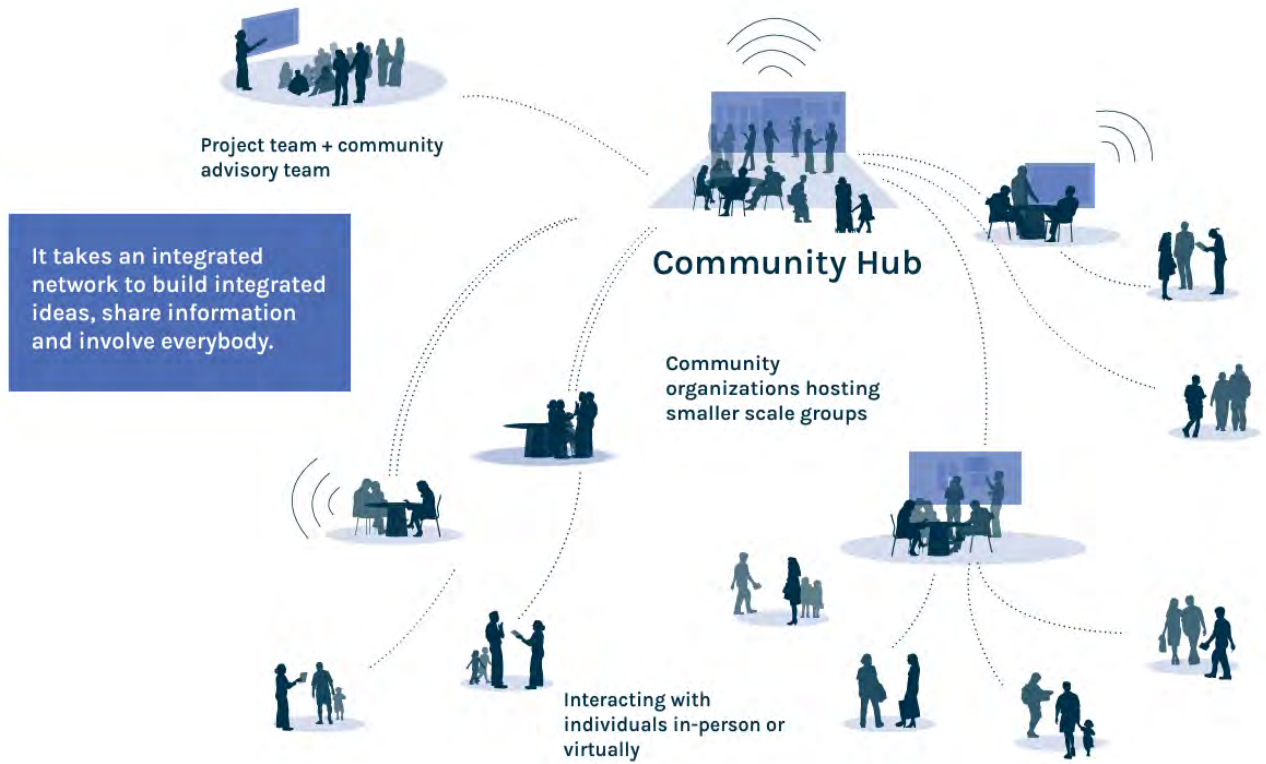 Project team + community
advisory team
It takes an integrated
network to build integrated
ideas, share information
and involve everybody.
Community Hub
Community
organizations hosting
smaller scale groups
Interacting with
individuals in-person or
virtually